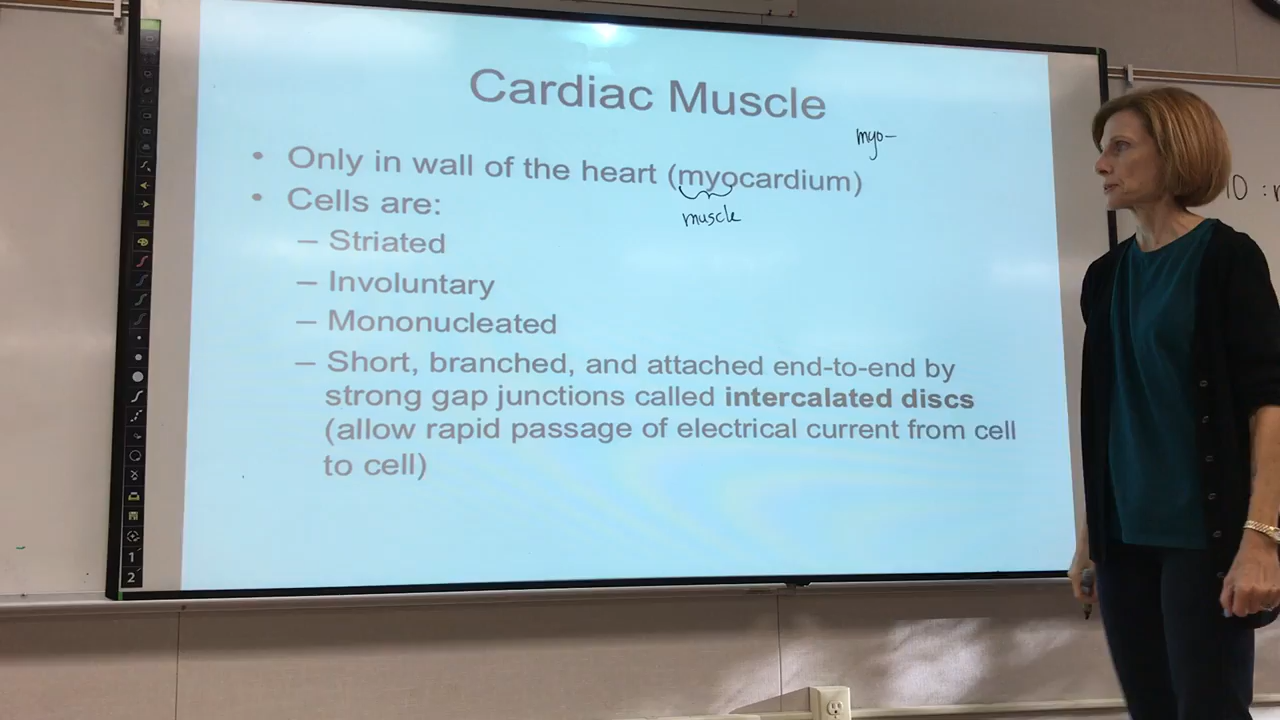 Cardiac Muscle
myo-
• Only in wall of the heart (myocardium)
muscle
• Cells are:
– Striated
– Involuntary
– Mononucleated
– Short, branched, and attached end-to-end by
strong gap junctions called intercalated discs
(allow rapid passage of electrical current from cell
to cell)
1
2